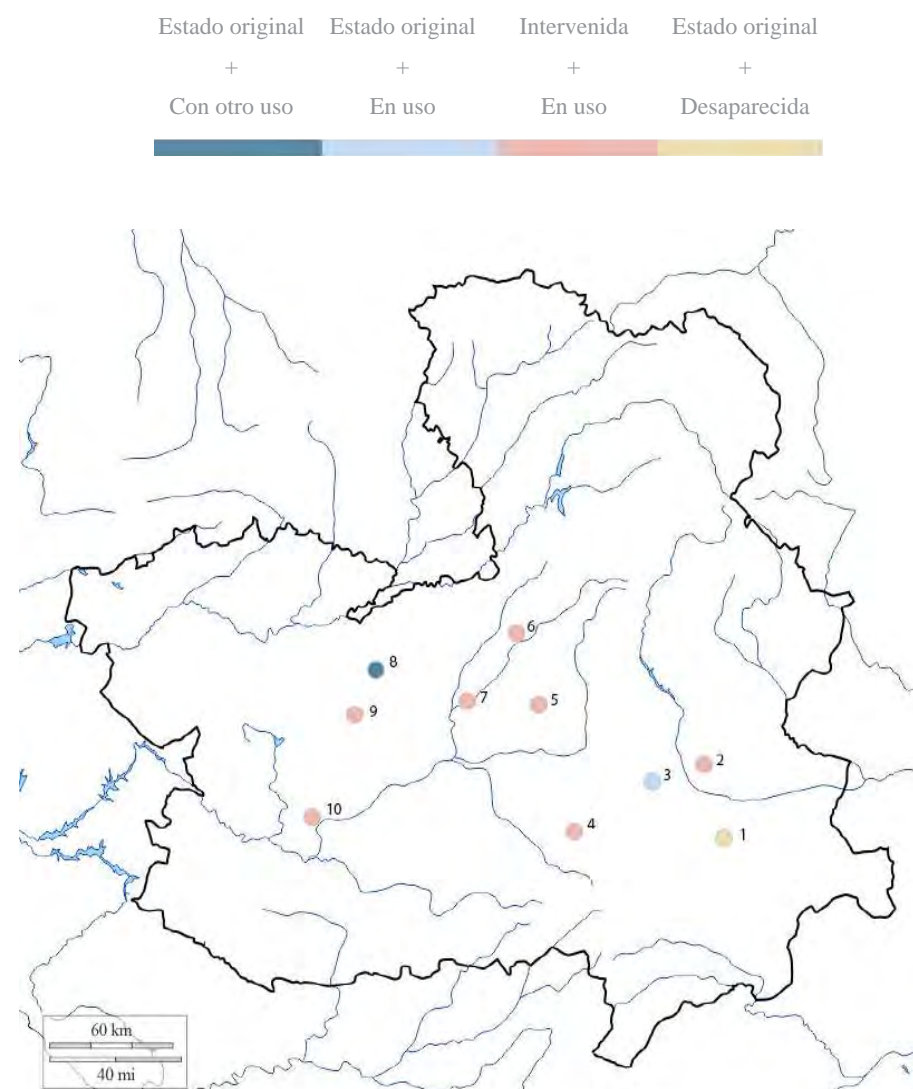 Estado original Estado original Intervenida Estado original
+ + + +
Con otro uso En uso En uso Desaparecida
6
8
7 5
9
2
3
10
4
1
60 km
40 mi